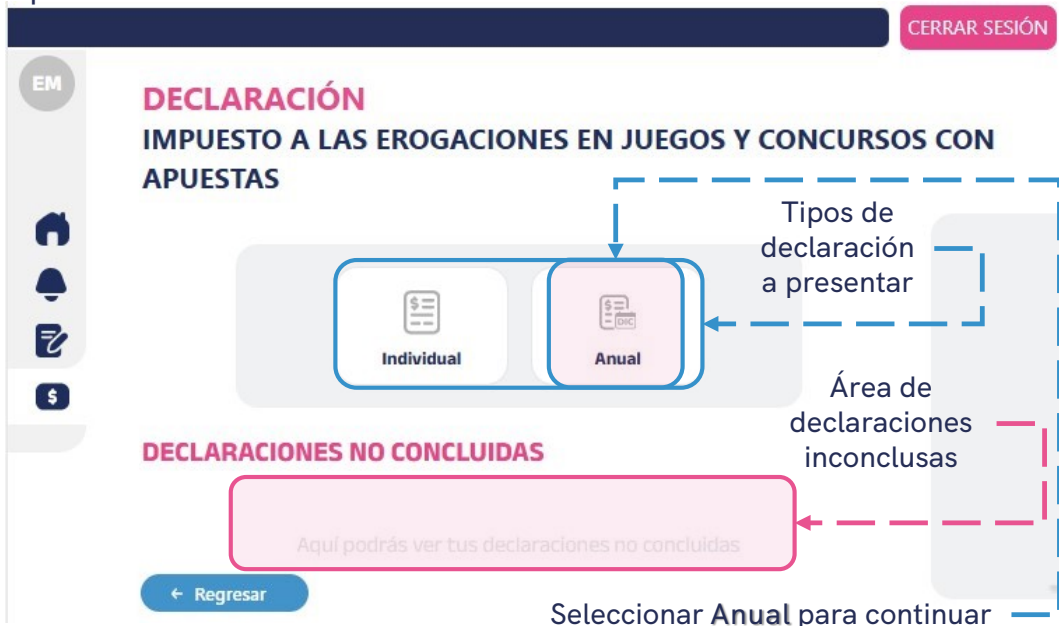 CERRAR SESIÓN
EM
DECLARACIÓN
IMPUESTO A LAS EROGACIONES EN JUEGOS Y CONCURSOS CON
APUESTAS
Tipos de
declaración
a presentar
Individual
DIC
Anual
Área de
declaraciones
inconclusas
DECLARACIONES NO CONCLUIDAS
Aquí podrás ver tus declaraciones no concluidas
← Regresar
Seleccionar Anual para continuar